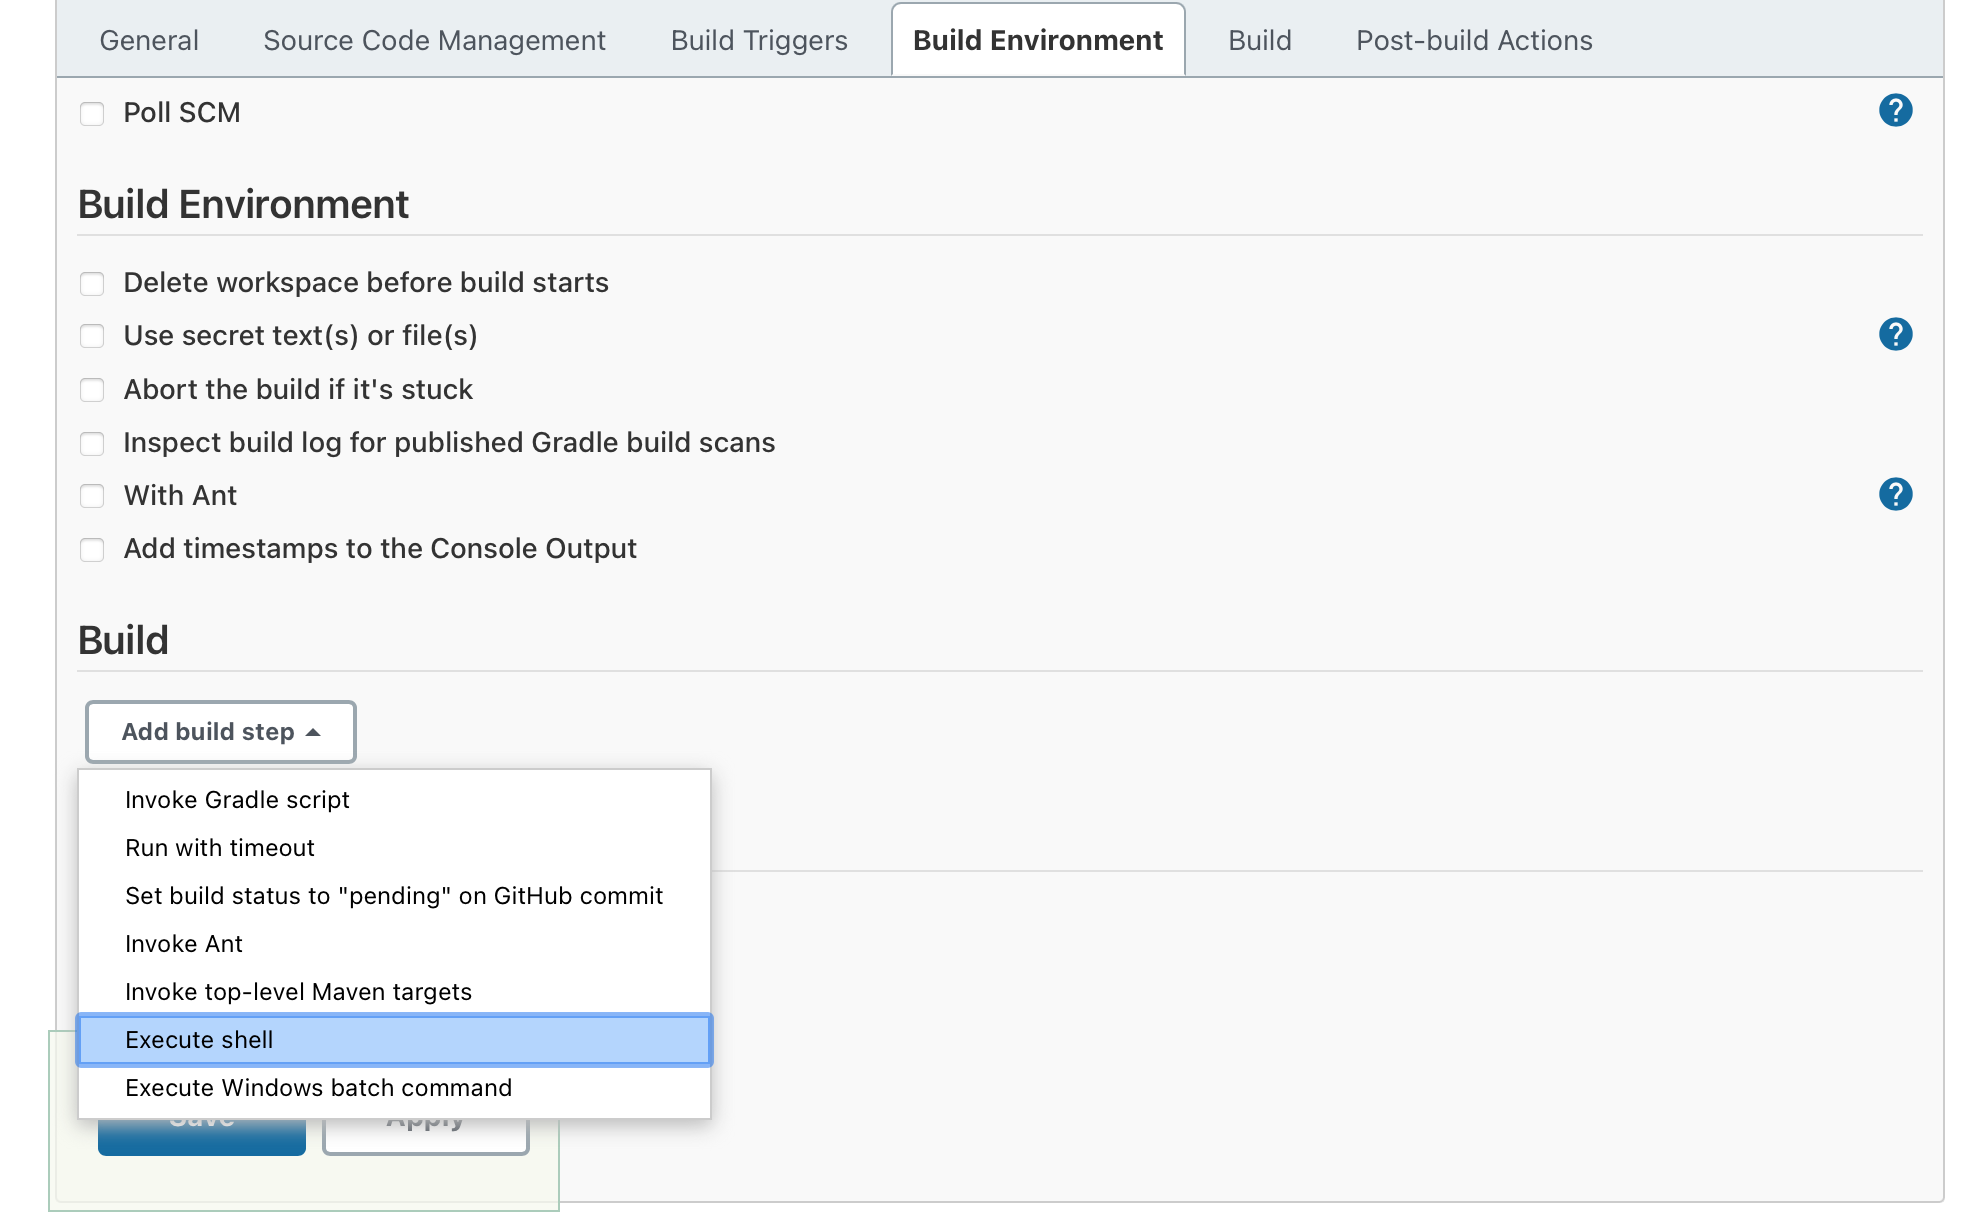 General Source Code Management Build Triggers Build Environment Build Post-build Actions
Poll SCM ?
Build Environment
Delete workspace before build starts
Use secret text(s) or file(s) ?
Abort the build if it's stuck
Inspect build log for published Gradle build scans
With Ant ?
Add timestamps to the Console Output
Build
Add build step
Invoke Gradle script
Run with timeout
Set build status to "pending" on GitHub commit
Invoke Ant
Invoke top-level Maven targets
Execute shell
Execute Windows batch command
Save Apply